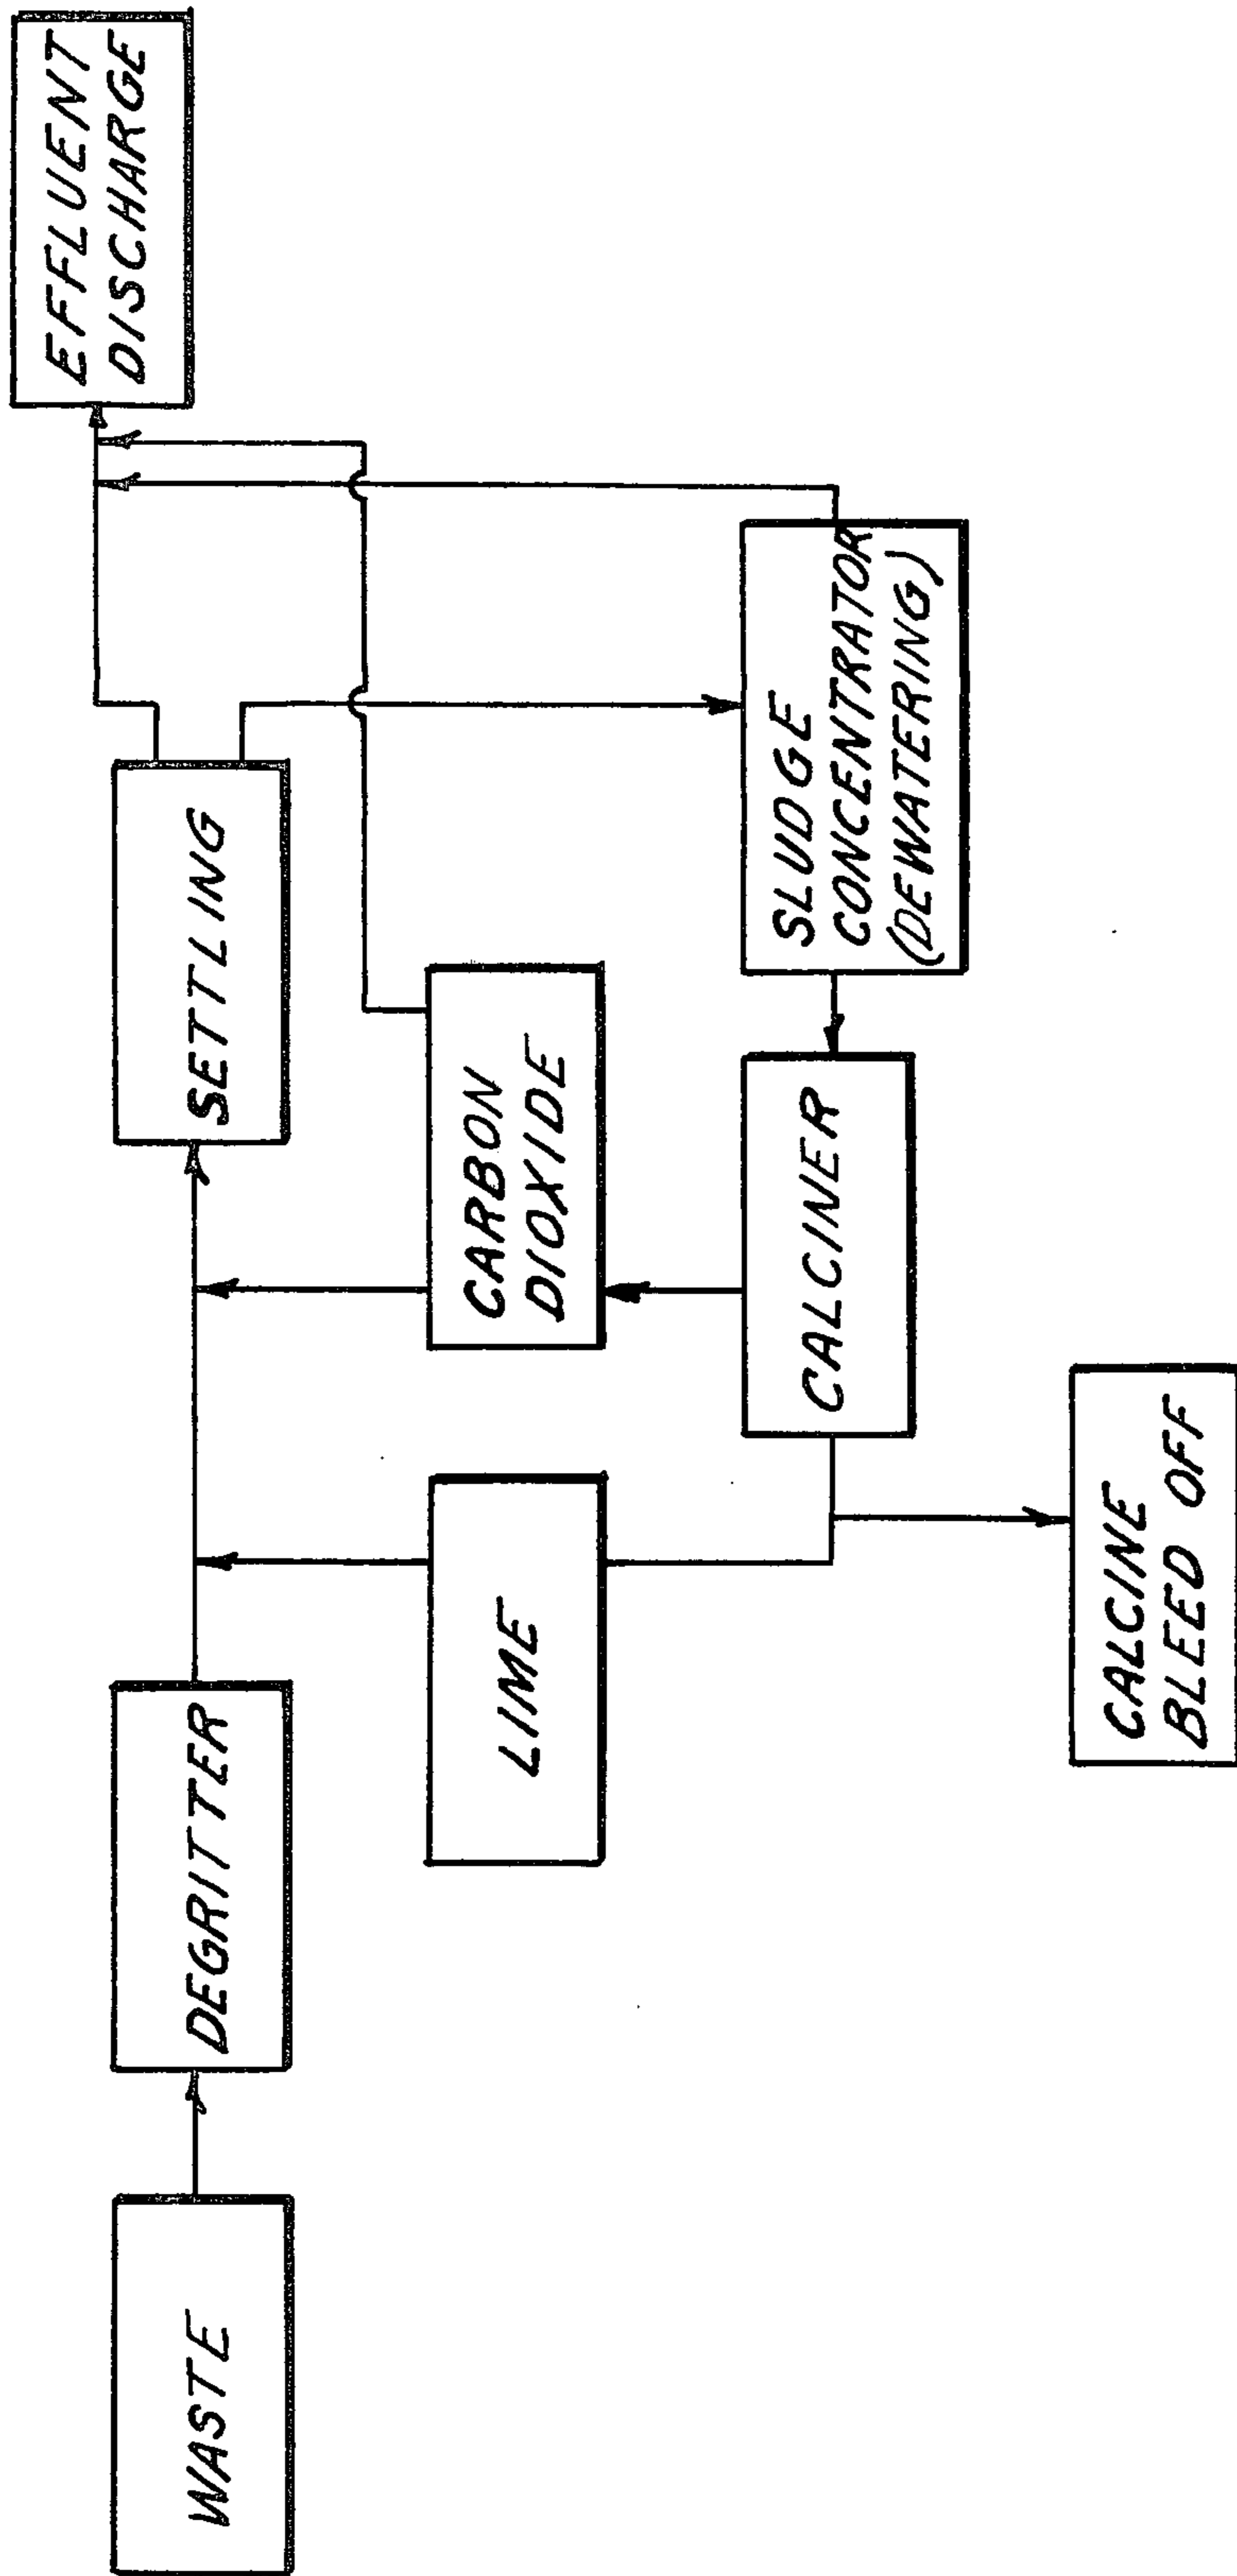 WASTE
DEGRITTER
SETTLING
EFFLUENT
DISCHARGE
LIME
CARBON
DIOXIDE
CALCINER
SLUDGE
CONCENTRATOR
(DEWATERING)
CALCINE
BLEED OFF